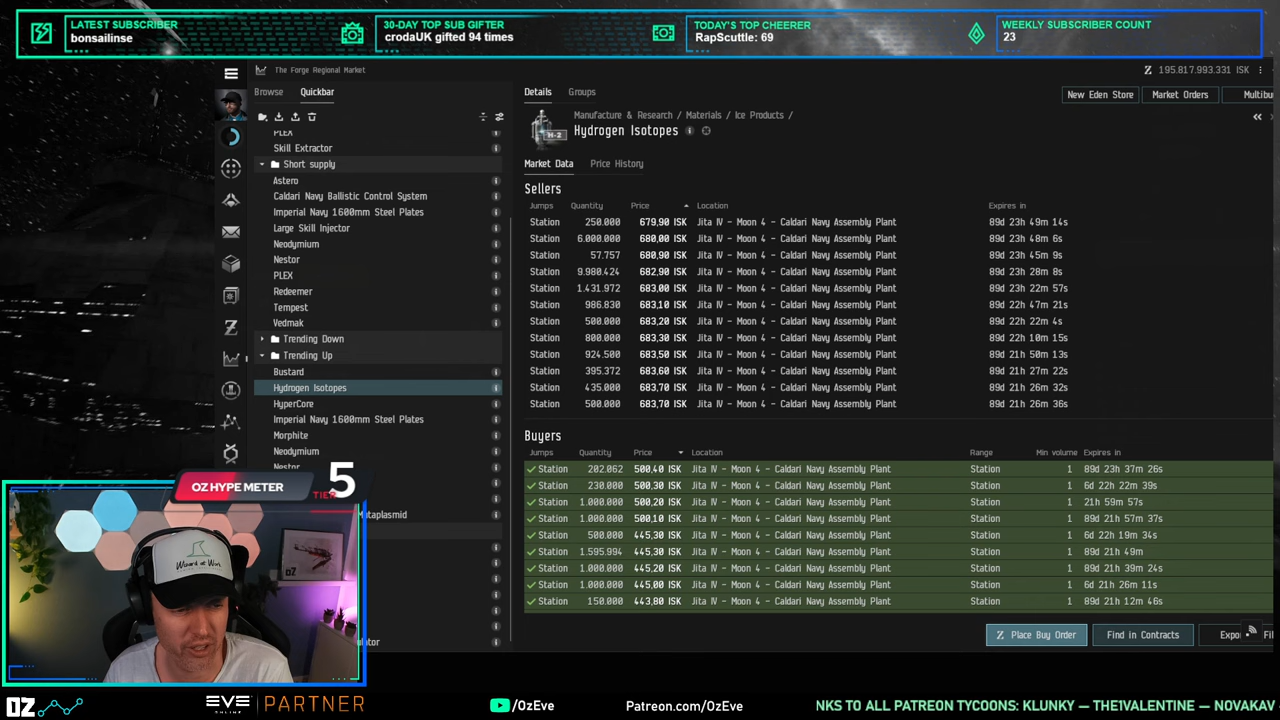 LATEST SUBSCRIBER
bonsailinse
30-DAY TOP SUB GIFTER
crodaUK gifted 94 times
TODAY'S TOP CHEERER
RapScuttle: 69
WEEKLY SUBSCRIBER COUNT
23
The Forge Regional Market
195.817.993.331 ISK
Browse
Quickbar
PLEX
Skill Extractor
Short supply
Astero
Caldari Navy Ballistic Control System
Imperial Navy 1600mm Steel Plates
Large Skill Injector
Neodymium
Nestor
PLEX
Redeemer
Tempest
Vedmak
Trending Down
Trending Up
Bustard
Hydrogen Isotopes
HyperCore
Imperial Navy 1600mm Steel Plates
Morphite
Neodymium
Nestor
Mataplasmid
lator
Details
Groups
New Eden Store
Market Orders
Multibu
Manufacture & Research / Materials / Ice Products /
H-2
Hydrogen Isotopes
Market Data
Price History
Sellers
Jumps Quantity Price Location Expires in
Station 250.000 679,90 ISK Jita IV - Moon 4 - Caldari Navy Assembly Plant 89d 23h 49m 14s
Station 6.000.000 680,00 ISK Jita IV - Moon 4 - Caldari Navy Assembly Plant 89d 23h 48m 6s
Station 57.757 680,90 ISK Jita IV - Moon 4 - Caldari Navy Assembly Plant 89d 23h 45m 9s
Station 9.980.424 682,90 ISK Jita IV - Moon 4 - Caldari Navy Assembly Plant 89d 23h 28m 8s
Station 1.431.972 683,00 ISK Jita IV - Moon 4 - Caldari Navy Assembly Plant 89d 23h 22m 57s
Station 986.830 683,10 ISK Jita IV - Moon 4 - Caldari Navy Assembly Plant 89d 22h 47m 21s
Station 500.000 683,20 ISK Jita IV - Moon 4 - Caldari Navy Assembly Plant 89d 22h 22m 4s
Station 800.000 683,30 ISK Jita IV - Moon 4 - Caldari Navy Assembly Plant 89d 22h 10m 15s
Station 924.500 683,50 ISK Jita IV - Moon 4 - Caldari Navy Assembly Plant 89d 21h 50m 13s
Station 395.372 683,60 ISK Jita IV - Moon 4 - Caldari Navy Assembly Plant 89d 21h 27m 22s
Station 435.000 683,70 ISK Jita IV - Moon 4 - Caldari Navy Assembly Plant 89d 21h 26m 32s
Station 500.000 683,70 ISK Jita IV - Moon 4 - Caldari Navy Assembly Plant 89d 21h 26m 36s
Buyers
Jumps Quantity Price Location Range Min volume Expires in
Station 202.062 500,40 ISK Jita IV - Moon 4 - Caldari Navy Assembly Plant Station 1 89d 23h 37m 26s
Station 230.000 500,30 ISK Jita IV - Moon 4 - Caldari Navy Assembly Plant Station 1 6d 22h 22m 39s
Station 1.000.000 500,20 ISK Jita IV - Moon 4 - Caldari Navy Assembly Plant Station 1 21h 59m 57s
Station 1.000.000 500,10 ISK Jita IV - Moon 4 - Caldari Navy Assembly Plant Station 1 89d 21h 57m 37s
Station 500.000 445,30 ISK Jita IV - Moon 4 - Caldari Navy Assembly Plant Station 1 6d 22h 19m 34s
Station 1.595.994 445,30 ISK Jita IV - Moon 4 - Caldari Navy Assembly Plant Station 1 89d 21h 49m
Station 1.000.000 445,20 ISK Jita IV - Moon 4 - Caldari Navy Assembly Plant Station 1 89d 21h 39m 24s
Station 1.000.000 445,00 ISK Jita IV - Moon 4 - Caldari Navy Assembly Plant Station 1 6d 21h 26m 11s
Station 150.000 443,80 ISK Jita IV - Moon 4 - Caldari Navy Assembly Plant Station 1 89d 21h 12m 46s
Place Buy Order
Find in Contracts
Expo
Fil
OZ HYPE METER
TIER
5
Wizard at Work
OZ
OZ
EVE ONLINE | PARTNER
/OzEve
Patreon.com/OzEve
NKS TO ALL PATREON TYCOONS: KLUNKY — THE1VALENTINE — NOVAKAV